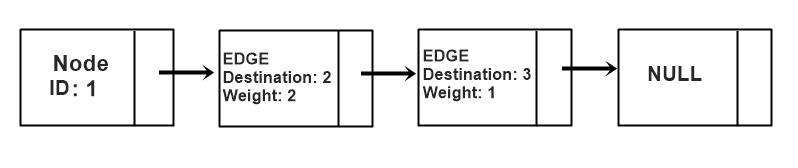 Node
ID: 1
EDGE
Destination: 2
Weight: 2
EDGE
Destination: 3
Weight: 1
NULL